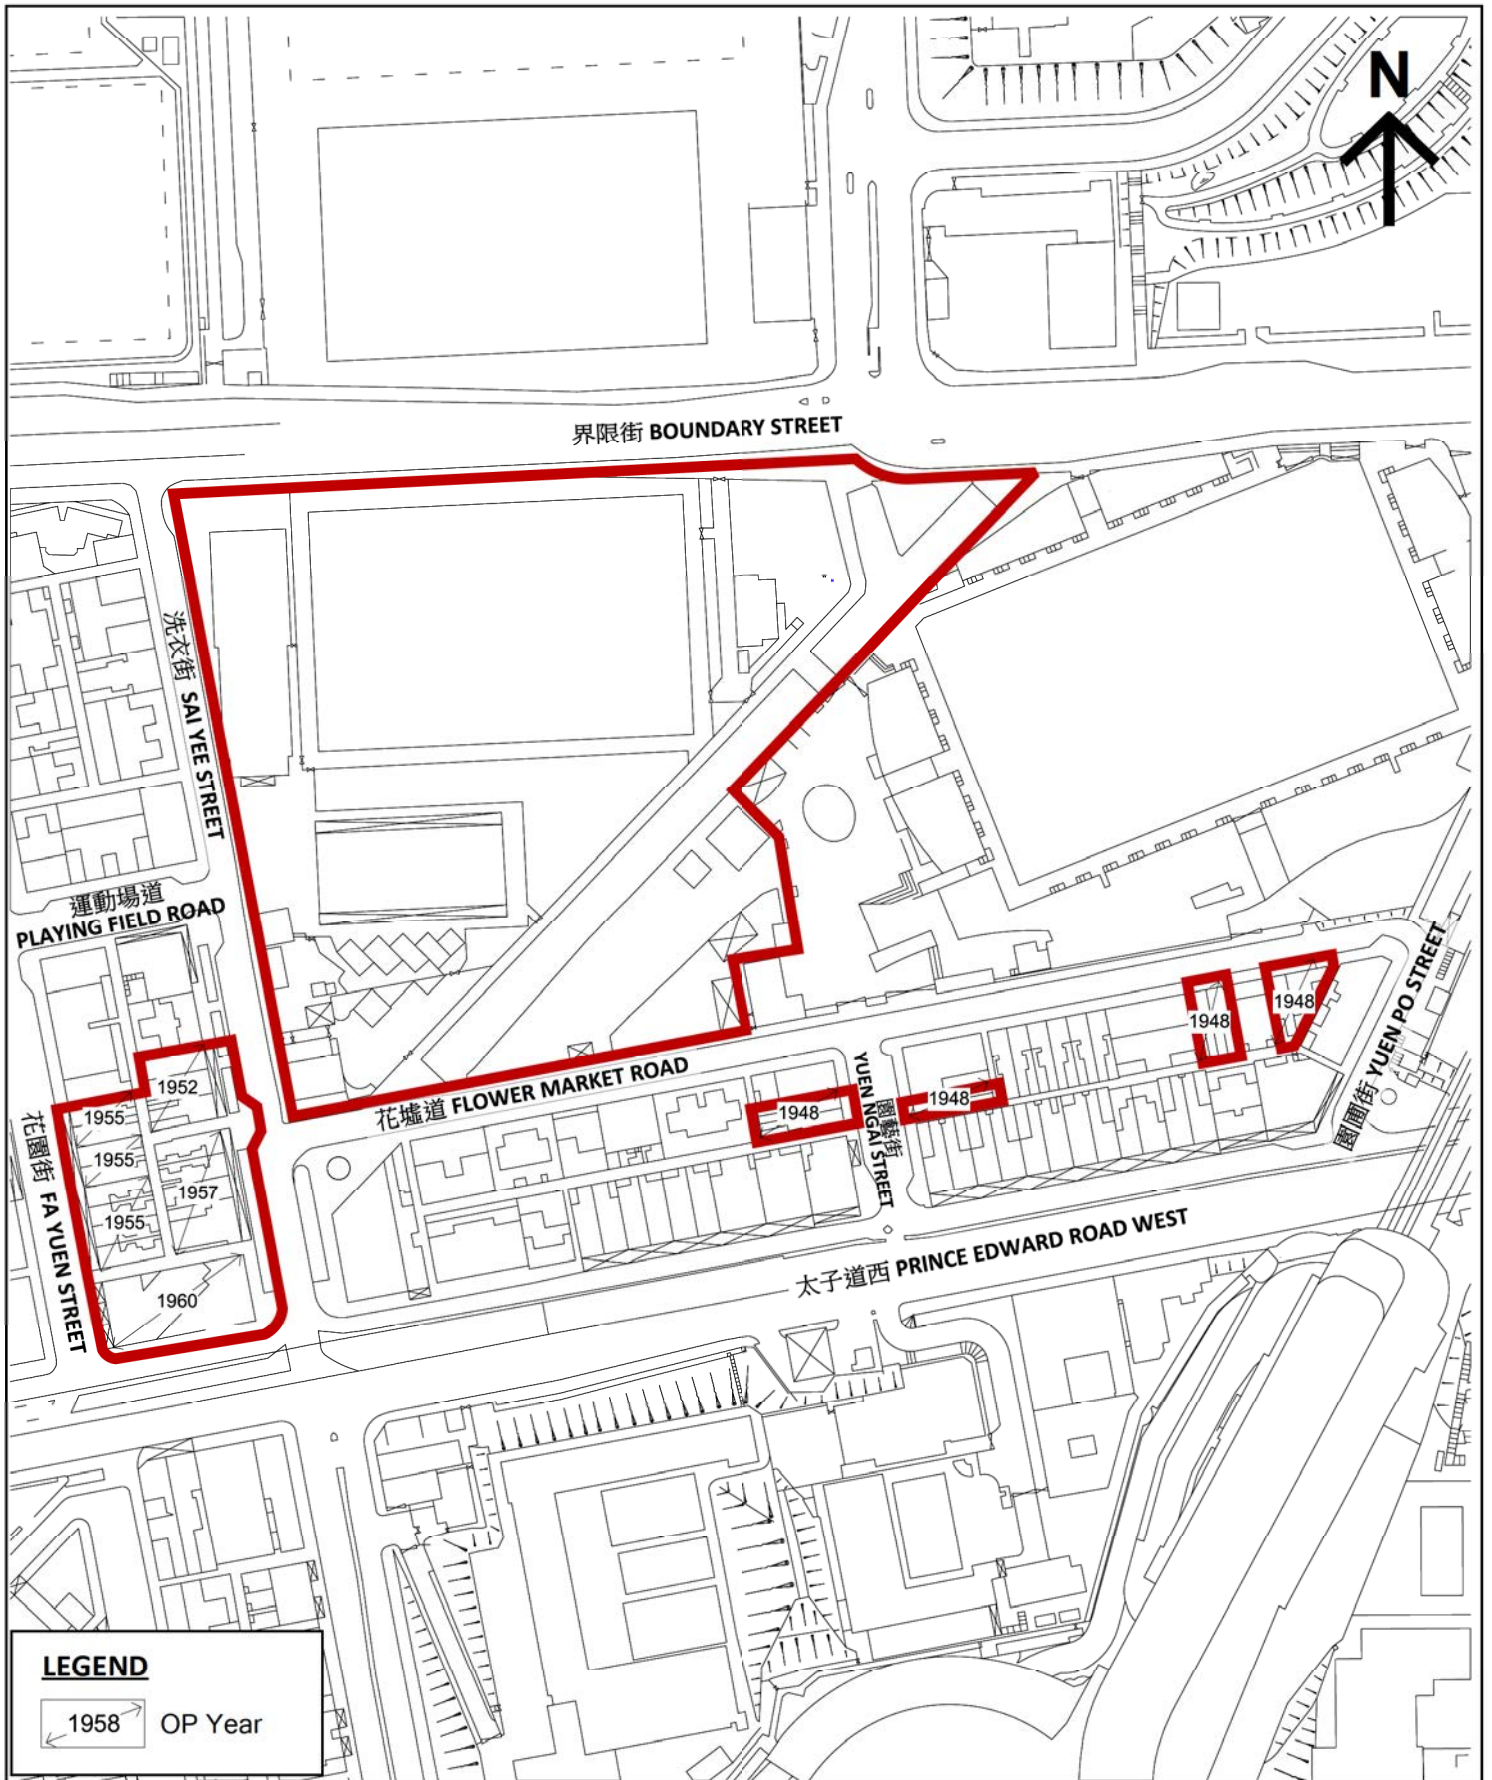 N
界限街 BOUNDARY STREET
洗衣街 SAI YEE STREET
運動場道
PLAYING FIELD ROAD
1948
1948
花墟道 FLOWER MARKET ROAD
YUEN NGAI STREET
園藝街
1948
1948
園圃街 YUEN PO STREET
花園街 FA YUEN STREET
1952
1955
1955
1957
1955
1960
太子道西 PRINCE EDWARD ROAD WEST
LEGEND
1958 OP Year